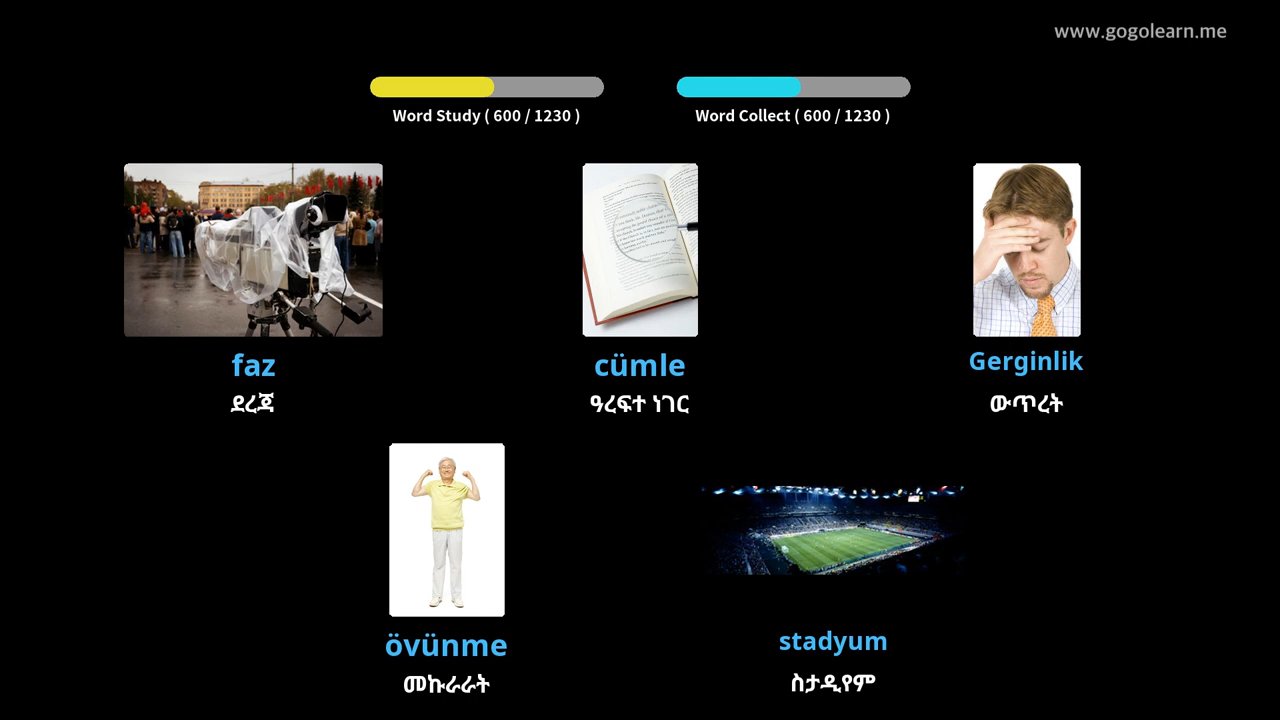 www.gogolearn.me
Word Study ( 600 / 1230 )
Word Collect ( 600 / 1230 )
faz
ደረጃ
cümle
ዓረፍተ ነገር
Gerginlik
ውጥረት
övünme
መኩራራት
stadyum
ስታዲየም